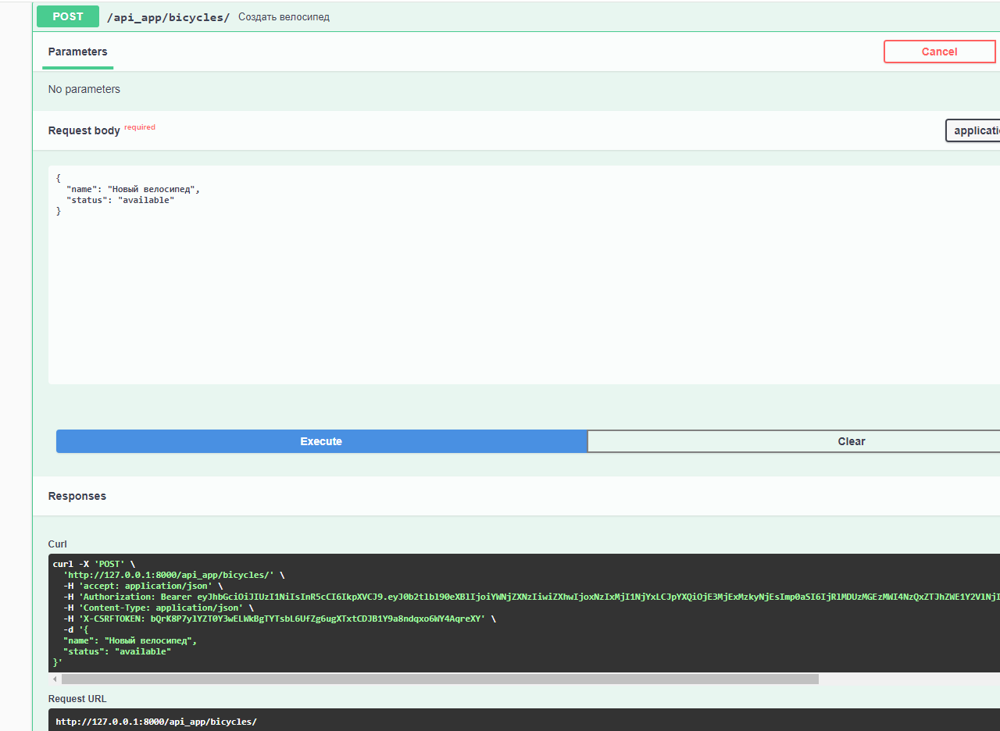 POST /api_app/bicycles/ Создать велосипед
Parameters
Cancel
No parameters
Request body required
applicati
{
  "name": "Новый велосипед",
  "status": "available"
}
Execute
Clear
Responses
Curl
curl -X 'POST' \
  'http://127.0.0.1:8000/api_app/bicycles/' \
  -H 'accept: application/json' \
  -H 'Authorization: Bearer eyJhbGciOiJIUzI1NiIsInR5cCI6IkpXVCJ9.eyJ0b2tlbl90eXBlIjoiYWNjZXNzIiwiZXhwIjoxNzIxMjI1NjYxLCJpYXQiOjE3MjExMzkyNjEsImp0aSI6IjRlMDUzMGEzMWI4NzQxZTJhZWE1Y2VlNjI
  -H 'Content-Type: application/json' \
  -H 'X-CSRFTOKEN: bQrK8P7ylYZT0Y3wELWkBgTYTsbL6UfZg6ugXTxtCDJB1Y9a8ndqxo6WY4AqreXY' \
  -d '{
  "name": "Новый велосипед",
  "status": "available"
}'
Request URL
http://127.0.0.1:8000/api_app/bicycles/